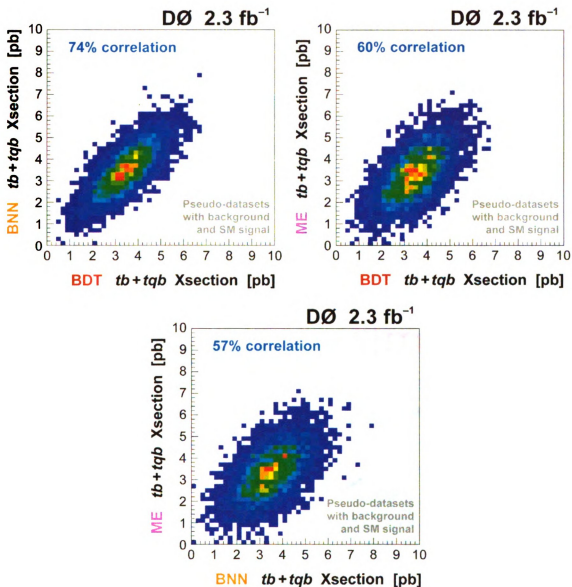 DØ 2.3 fb⁻¹
74% correlation
BNN tb+tqb Xsection [pb]
10
9
8
7
6
5
4
3
2
1
0
Pseudo-datasets
with background
and SM signal
0 1 2 3 4 5 6 7 8 9 10
BDT tb+tqb Xsection [pb]
DØ 2.3 fb⁻¹
60% correlation
ME tb+tqb Xsection [pb]
10
9
8
7
6
5
4
3
2
1
0
Pseudo-datasets
with background
and SM signal
0 1 2 3 4 5 6 7 8 9 10
BDT tb+tqb Xsection [pb]
DØ 2.3 fb⁻¹
57% correlation
ME tb+tqb Xsection [pb]
10
9
8
7
6
5
4
3
2
1
0
Pseudo-datasets
with background
and SM signal
0 1 2 3 4 5 6 7 8 9 10
BNN tb+tqb Xsection [pb]